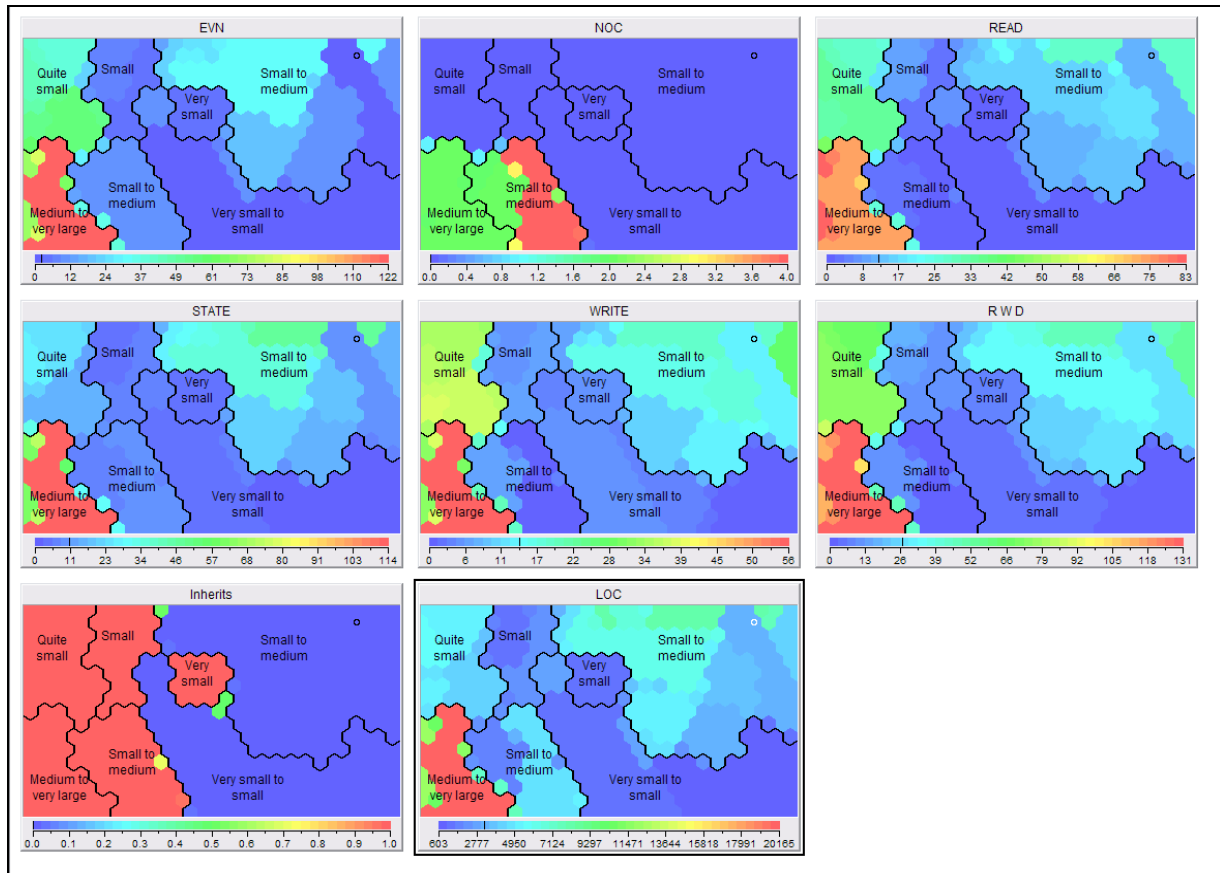 EVN
NOC
READ
Quite
small
Small
Small to
medium
Very
small
Small to
medium
Medium to
very large
Very small to
small
0 12 24 37 49 61 73 85 98 110 122
Quite
small
Small
Small to
medium
Very
small
Small to
medium
Medium to
very large
Very small to
small
0.0 0.4 0.8 1.2 1.6 2.0 2.4 2.8 3.2 3.6 4.0
Quite
small
Small
Small to
medium
Very
small
Small to
medium
Medium to
very large
Very small to
small
0 8 17 25 33 42 50 58 66 75 83
STATE
WRITE
R W D
Quite
small
Small
Small to
medium
Very
small
Small to
medium
Medium to
very large
Very small to
small
0 11 23 34 46 57 68 80 91 103 114
Quite
small
Small
Small to
medium
Very
small
Small to
medium
Medium to
very large
Very small to
small
0 6 11 17 22 28 34 39 45 50 56
Quite
small
Small
Small to
medium
Very
small
Small to
medium
Medium to
very large
Very small to
small
0 13 26 39 52 66 79 92 105 118 131
Inherits
LOC
Quite
small
Small
Small to
medium
Very
small
Small to
medium
Medium to
very large
Very small to
small
0.0 0.1 0.2 0.3 0.4 0.5 0.6 0.7 0.8 0.9 1.0
Quite
small
Small
Small to
medium
Very
small
Small to
medium
Medium to
very large
Very small to
small
603 2777 4950 7124 9297 11471 13644 15818 17991 20165